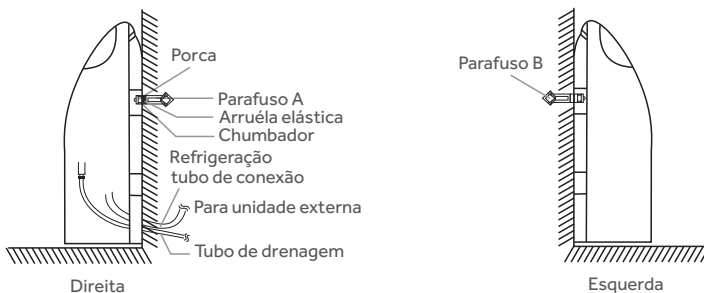 Porca
Parafuso A
Arruéla elástica
Chumbador
Refrigeração
tubo de conexão
Para unidade externa
Tubo de drenagem
Direita
Parafuso B
Esquerda